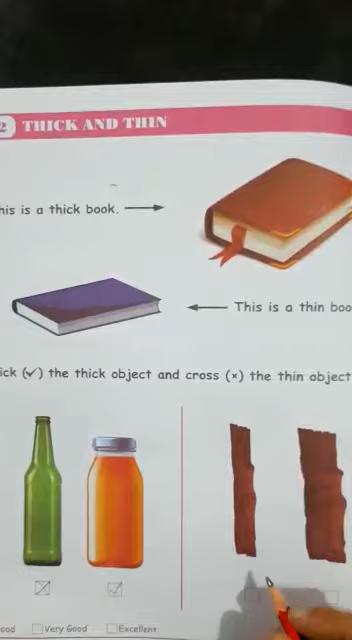 2 THICK AND THIN
his is a thick book.
This is a thin boo
ick (✓) the thick object and cross (×) the thin object
ood Very Good Excellent